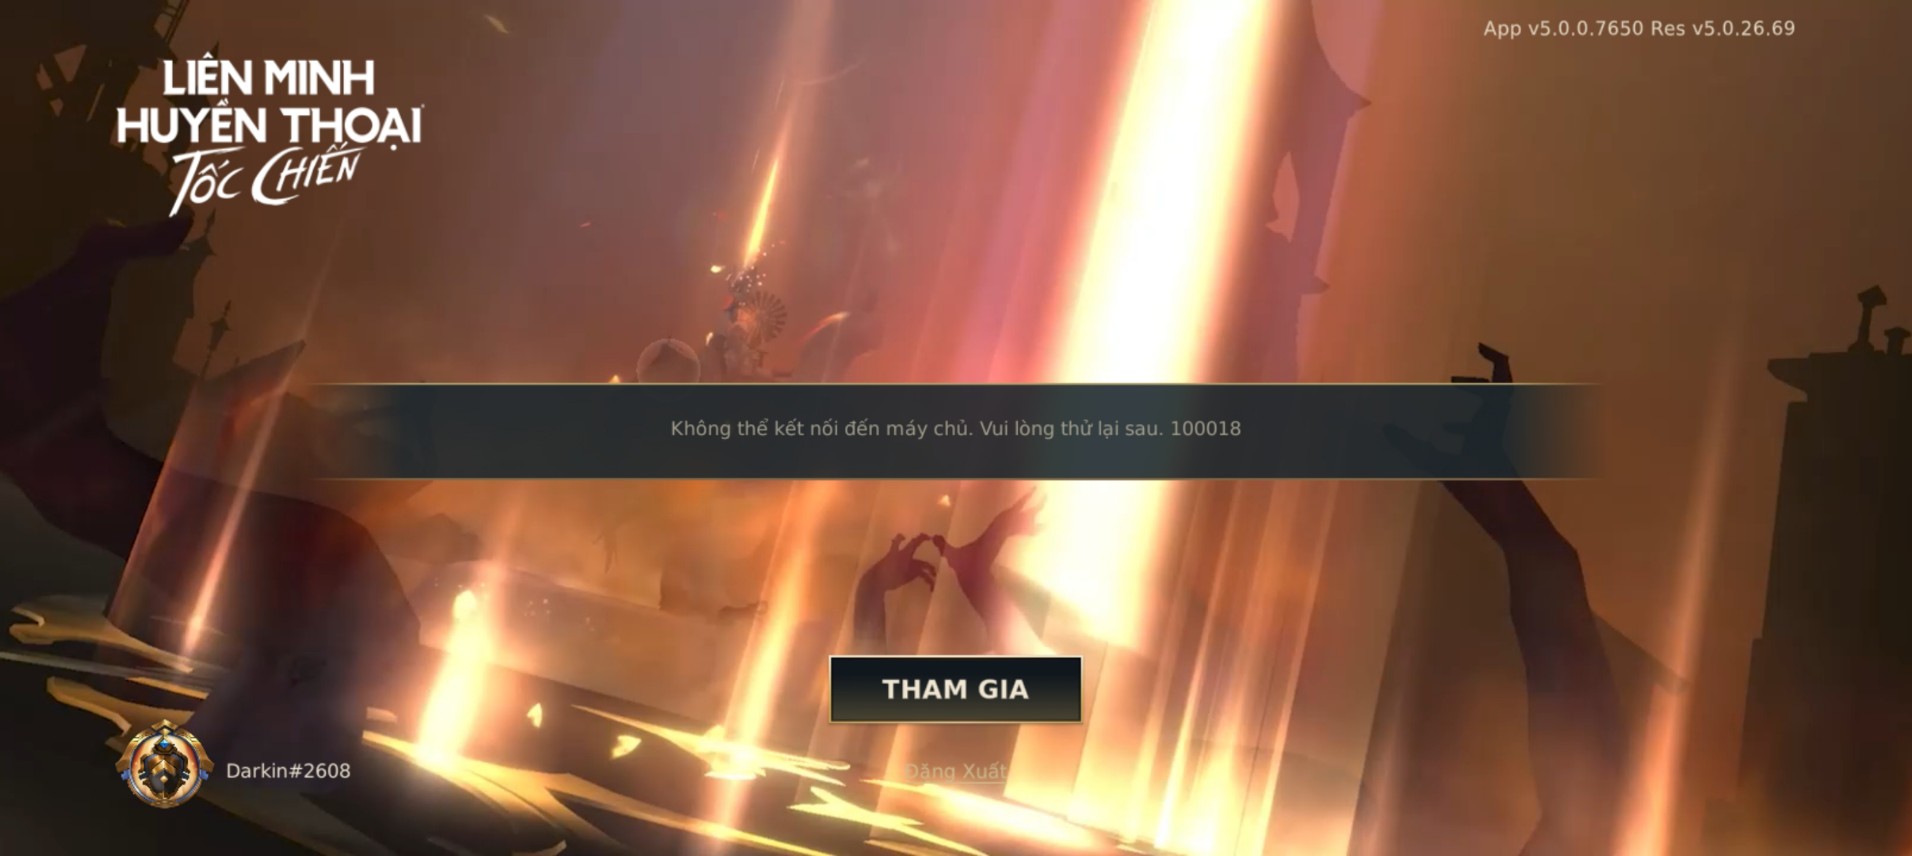 App v5.0.0.7650 Res v5.0.26.69
LIÊN MINH
HUYỀN THOẠI
TỐC CHIẾN
Không thể kết nối đến máy chủ. Vui lòng thử lại sau. 100018
THAM GIA
Darkin#2608
Đăng Xuất